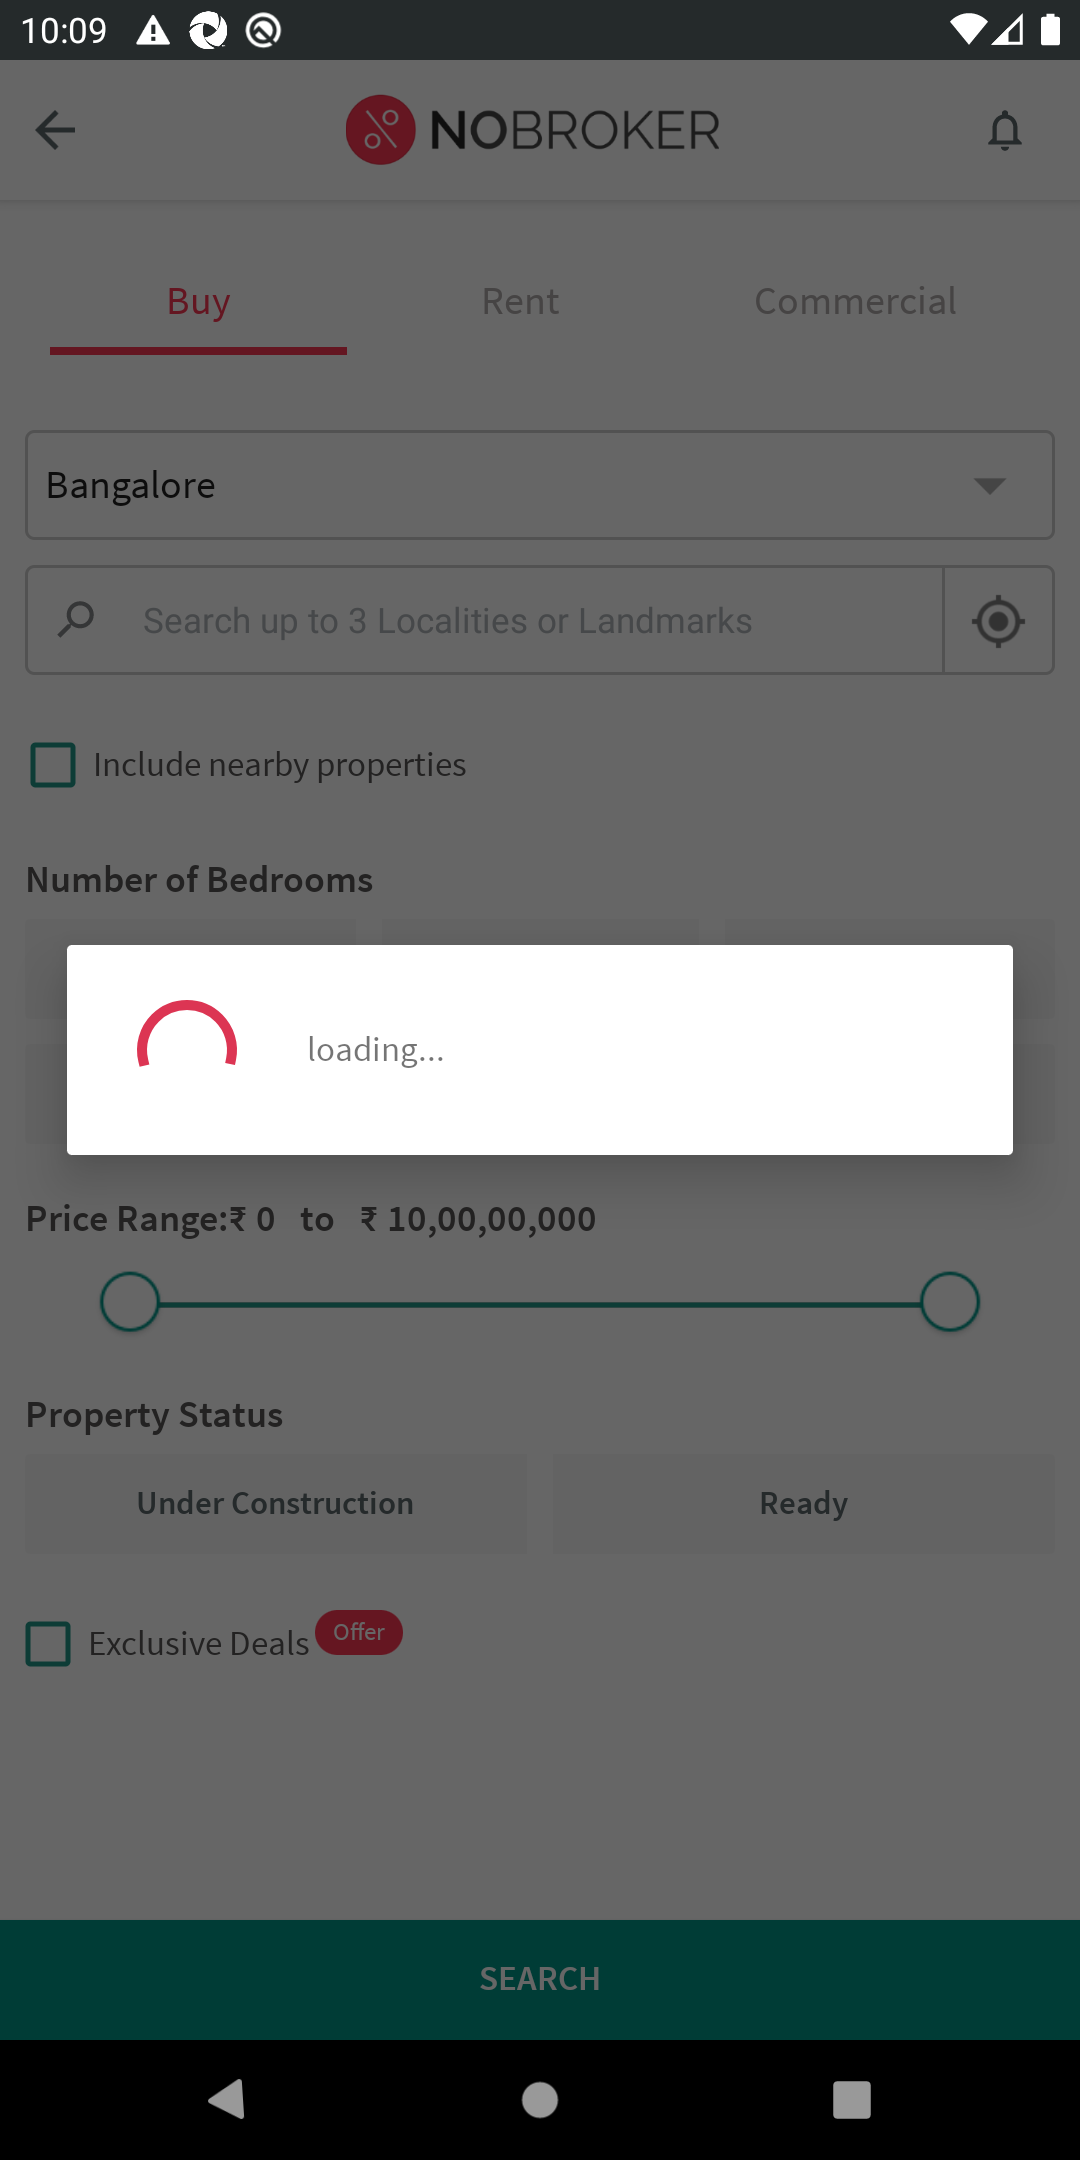 10:09
NOBROKER
Buy Rent Commercial
Bangalore
Search up to 3 Localities or Landmarks
Include nearby properties
Number of Bedrooms
loading...
Price Range:₹ 0 to ₹ 10,00,00,000
Property Status
Under Construction Ready
Exclusive Deals Offer
SEARCH